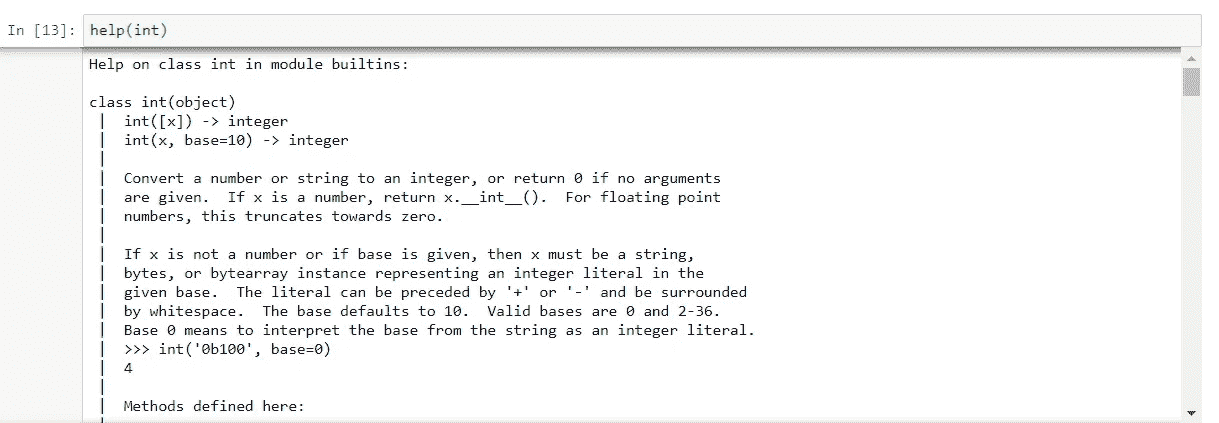 In [13]: help(int)
Help on class int in module builtins:
class int(object)
 |  int([x]) -> integer
 |  int(x, base=10) -> integer
 |
 |  Convert a number or string to an integer, or return 0 if no arguments
 |  are given.  If x is a number, return x.__int__().  For floating point
 |  numbers, this truncates towards zero.
 |
 |  If x is not a number or if base is given, then x must be a string,
 |  bytes, or bytearray instance representing an integer literal in the
 |  given base.  The literal can be preceded by '+' or '-' and be surrounded
 |  by whitespace.  The base defaults to 10.  Valid bases are 0 and 2-36.
 |  Base 0 means to interpret the base from the string as an integer literal.
 |  >>> int('0b100', base=0)
 |  4
 |
 |  Methods defined here: